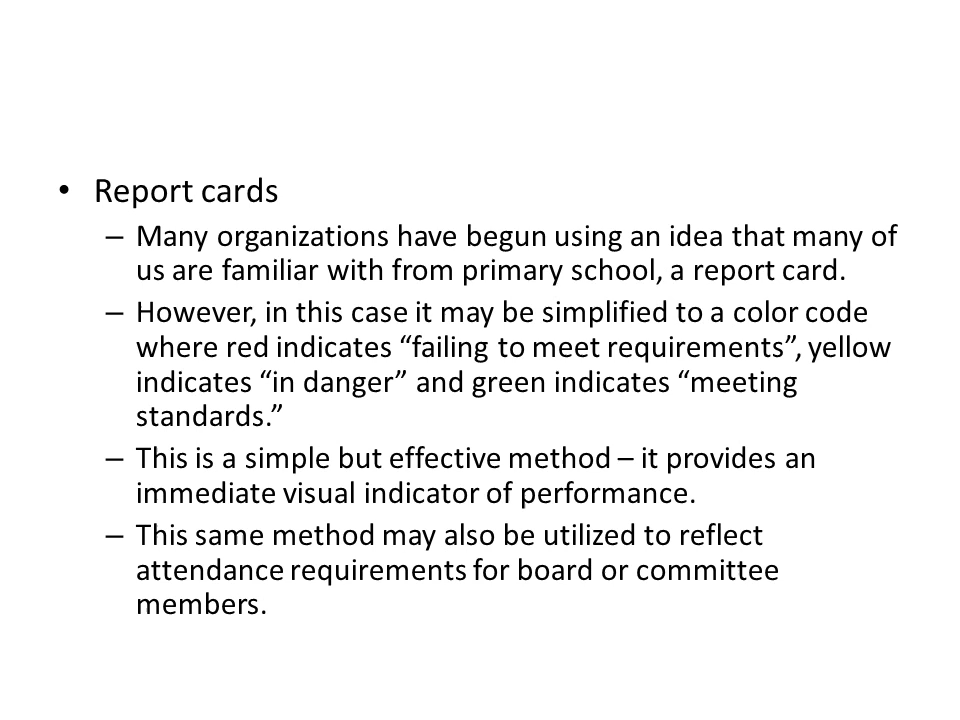 • Report cards
– Many organizations have begun using an idea that many of
us are familiar with from primary school, a report card.
– However, in this case it may be simplified to a color code
where red indicates “failing to meet requirements”, yellow
indicates “in danger” and green indicates “meeting
standards.”
– This is a simple but effective method – it provides an
immediate visual indicator of performance.
– This same method may also be utilized to reflect
attendance requirements for board or committee
members.